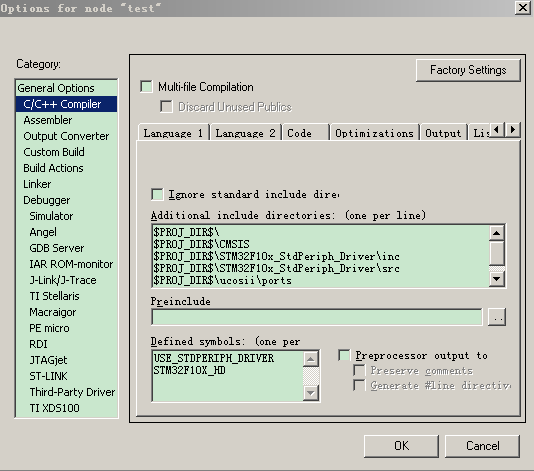 Options for node "test"
Category:
General Options
C/C++ Compiler
Assembler
Output Converter
Custom Build
Build Actions
Linker
Debugger
Simulator
Angel
GDB Server
IAR ROM-monitor
J-Link/J-Trace
TI Stellaris
Macraigor
PE micro
RDI
JTAGjet
ST-LINK
Third-Party Driver
TI XDS100
Factory Settings
Multi-file Compilation
Discard Unused Publics
Language 1 Language 2 Code Optimizations Output Lis
Ignore standard include dire
Additional include directories: (one per line)
$PROJ_DIR$\
$PROJ_DIR$\CMSIS
$PROJ_DIR$\STM32F10x_StdPeriph_Driver\inc
$PROJ_DIR$\STM32F10x_StdPeriph_Driver\src
$PROJ_DIR$\ucosii\ports
Preinclude
..
Defined symbols: (one per
USE_STDPERIPH_DRIVER
STM32F10X_HD
Preprocessor output to
Preserve comments
Generate #line directive
OK
Cancel